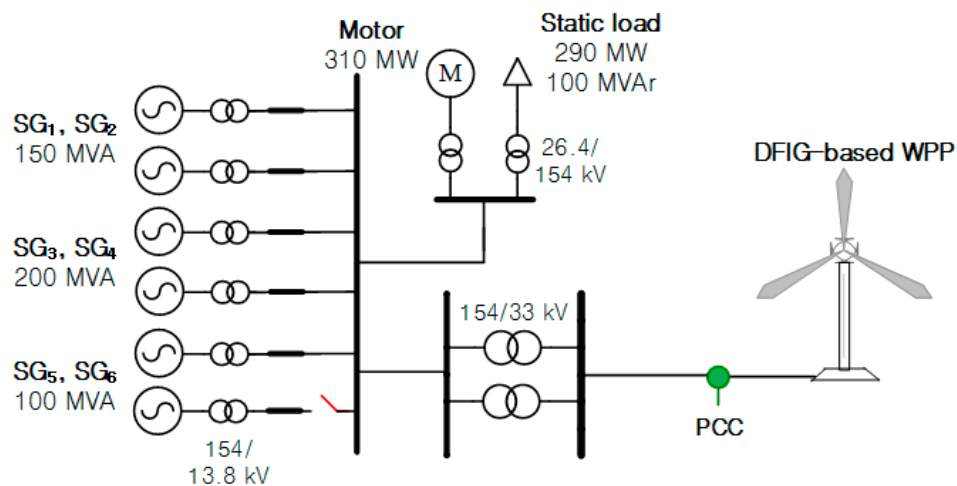 Motor
310 MW
M
Static load
290 MW
100 MVAr
26.4/
154 kV
SG₁, SG₂
150 MVA
SG₃, SG₄
200 MVA
SG₅, SG₆
100 MVA
154/
13.8 kV
154/33 kV
DFIG-based WPP
PCC